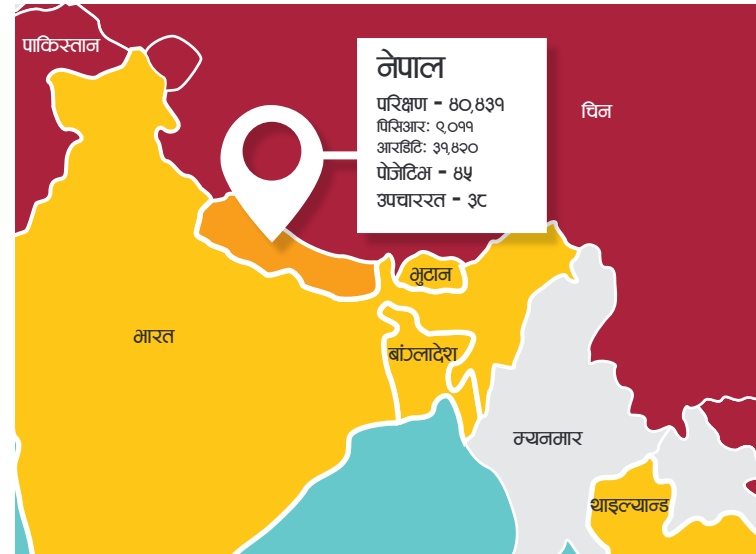 पाकिस्तान
नेपाल
परिक्षण - ४०,४३१
पिसिआर: ९,०११
आरडिटि: ३१,४२०
पोजेटिभ - ४५
उपचाररत - ३८
चिन
भुटान
भारत
बांग्लादेश
म्यनमार
थाइल्यान्ड